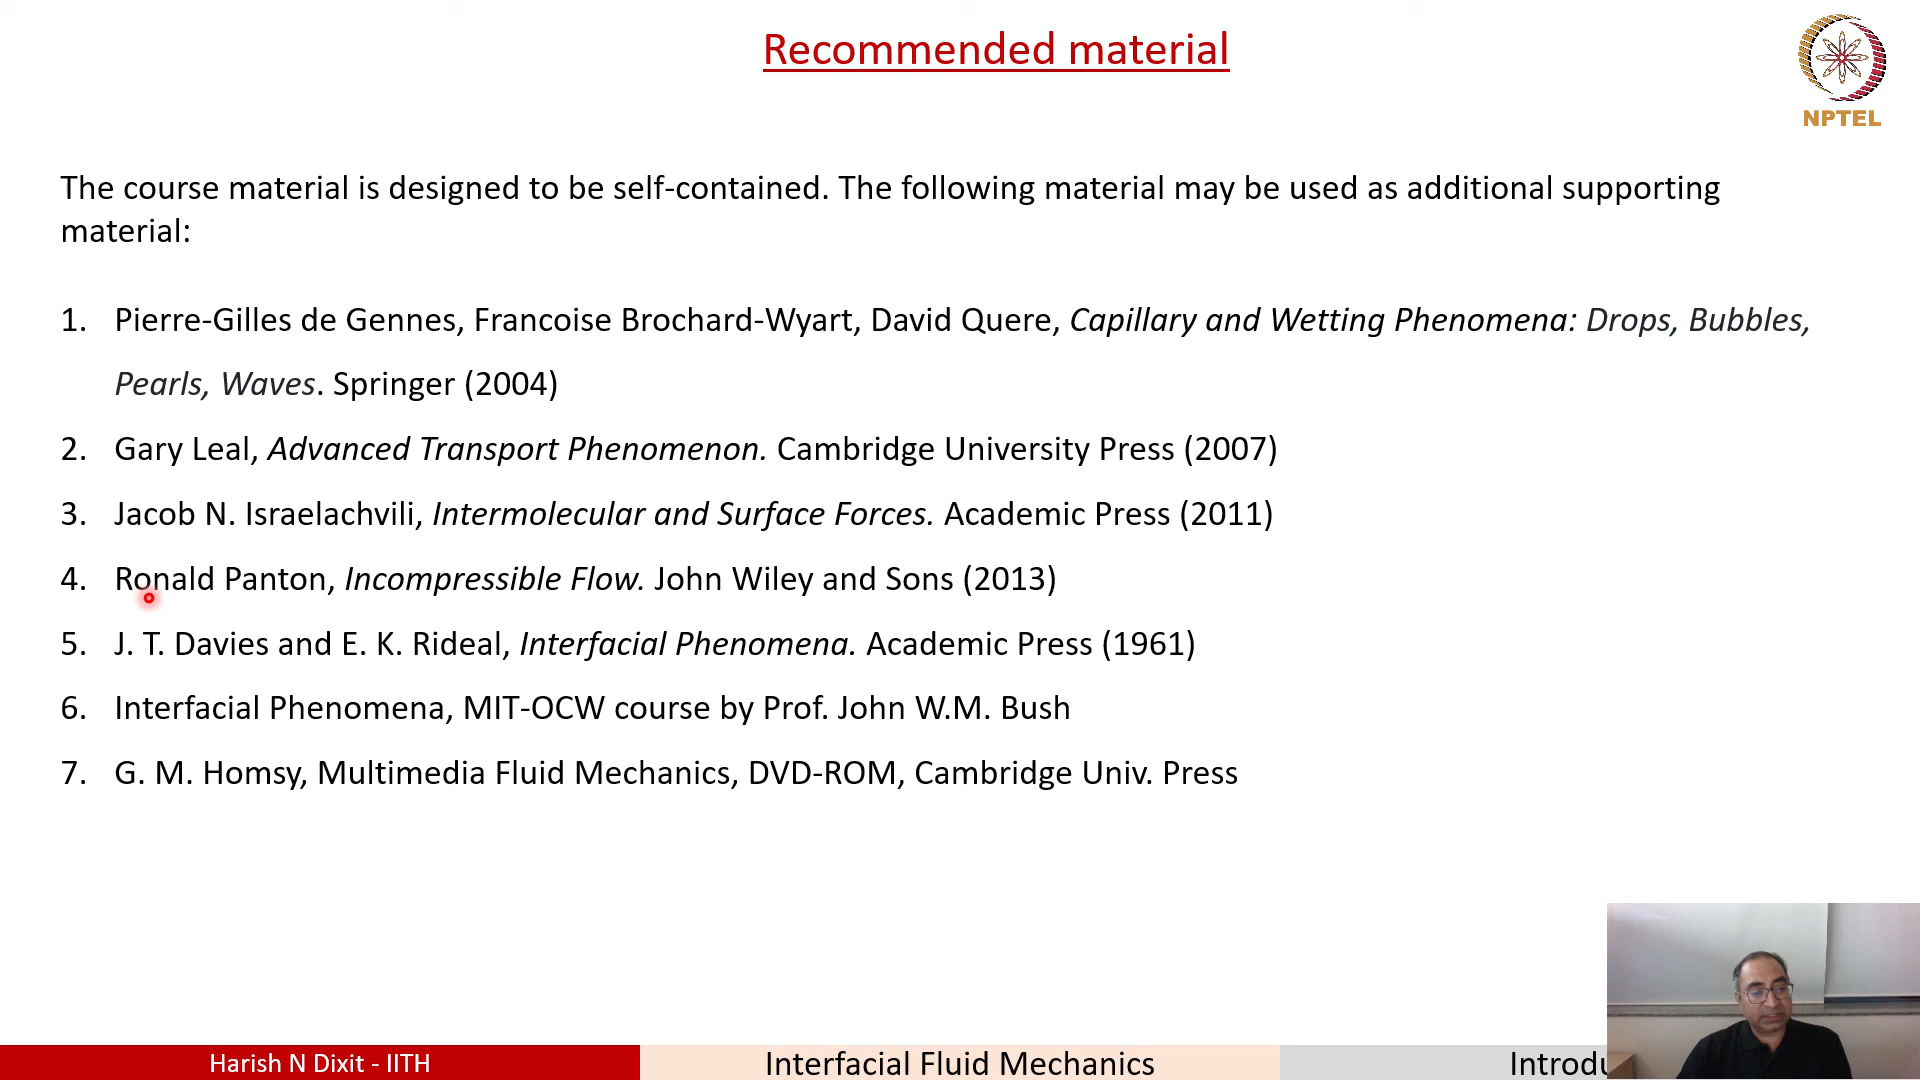 Recommended material
NPTEL
The course material is designed to be self-contained. The following material may be used as additional supporting
material:
1. Pierre-Gilles de Gennes, Francoise Brochard-Wyart, David Quere, Capillary and Wetting Phenomena: Drops, Bubbles,
Pearls, Waves. Springer (2004)
2. Gary Leal, Advanced Transport Phenomenon. Cambridge University Press (2007)
3. Jacob N. Israelachvili, Intermolecular and Surface Forces. Academic Press (2011)
4. Ronald Panton, Incompressible Flow. John Wiley and Sons (2013)
5. J. T. Davies and E. K. Rideal, Interfacial Phenomena. Academic Press (1961)
6. Interfacial Phenomena, MIT-OCW course by Prof. John W.M. Bush
7. G. M. Homsy, Multimedia Fluid Mechanics, DVD-ROM, Cambridge Univ. Press
Harish N Dixit - IITH
Interfacial Fluid Mechanics
Introdu